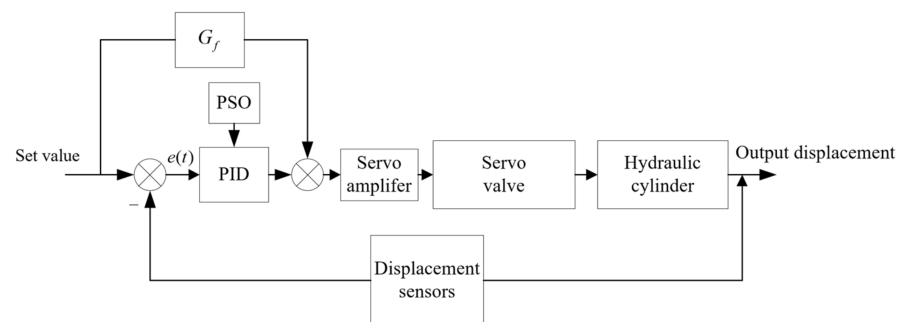 G_f
PSO
Set value
e(t)
PID
Servo
amplifer
Servo
valve
Hydraulic
cylinder
Output displacement
−
Displacement
sensors